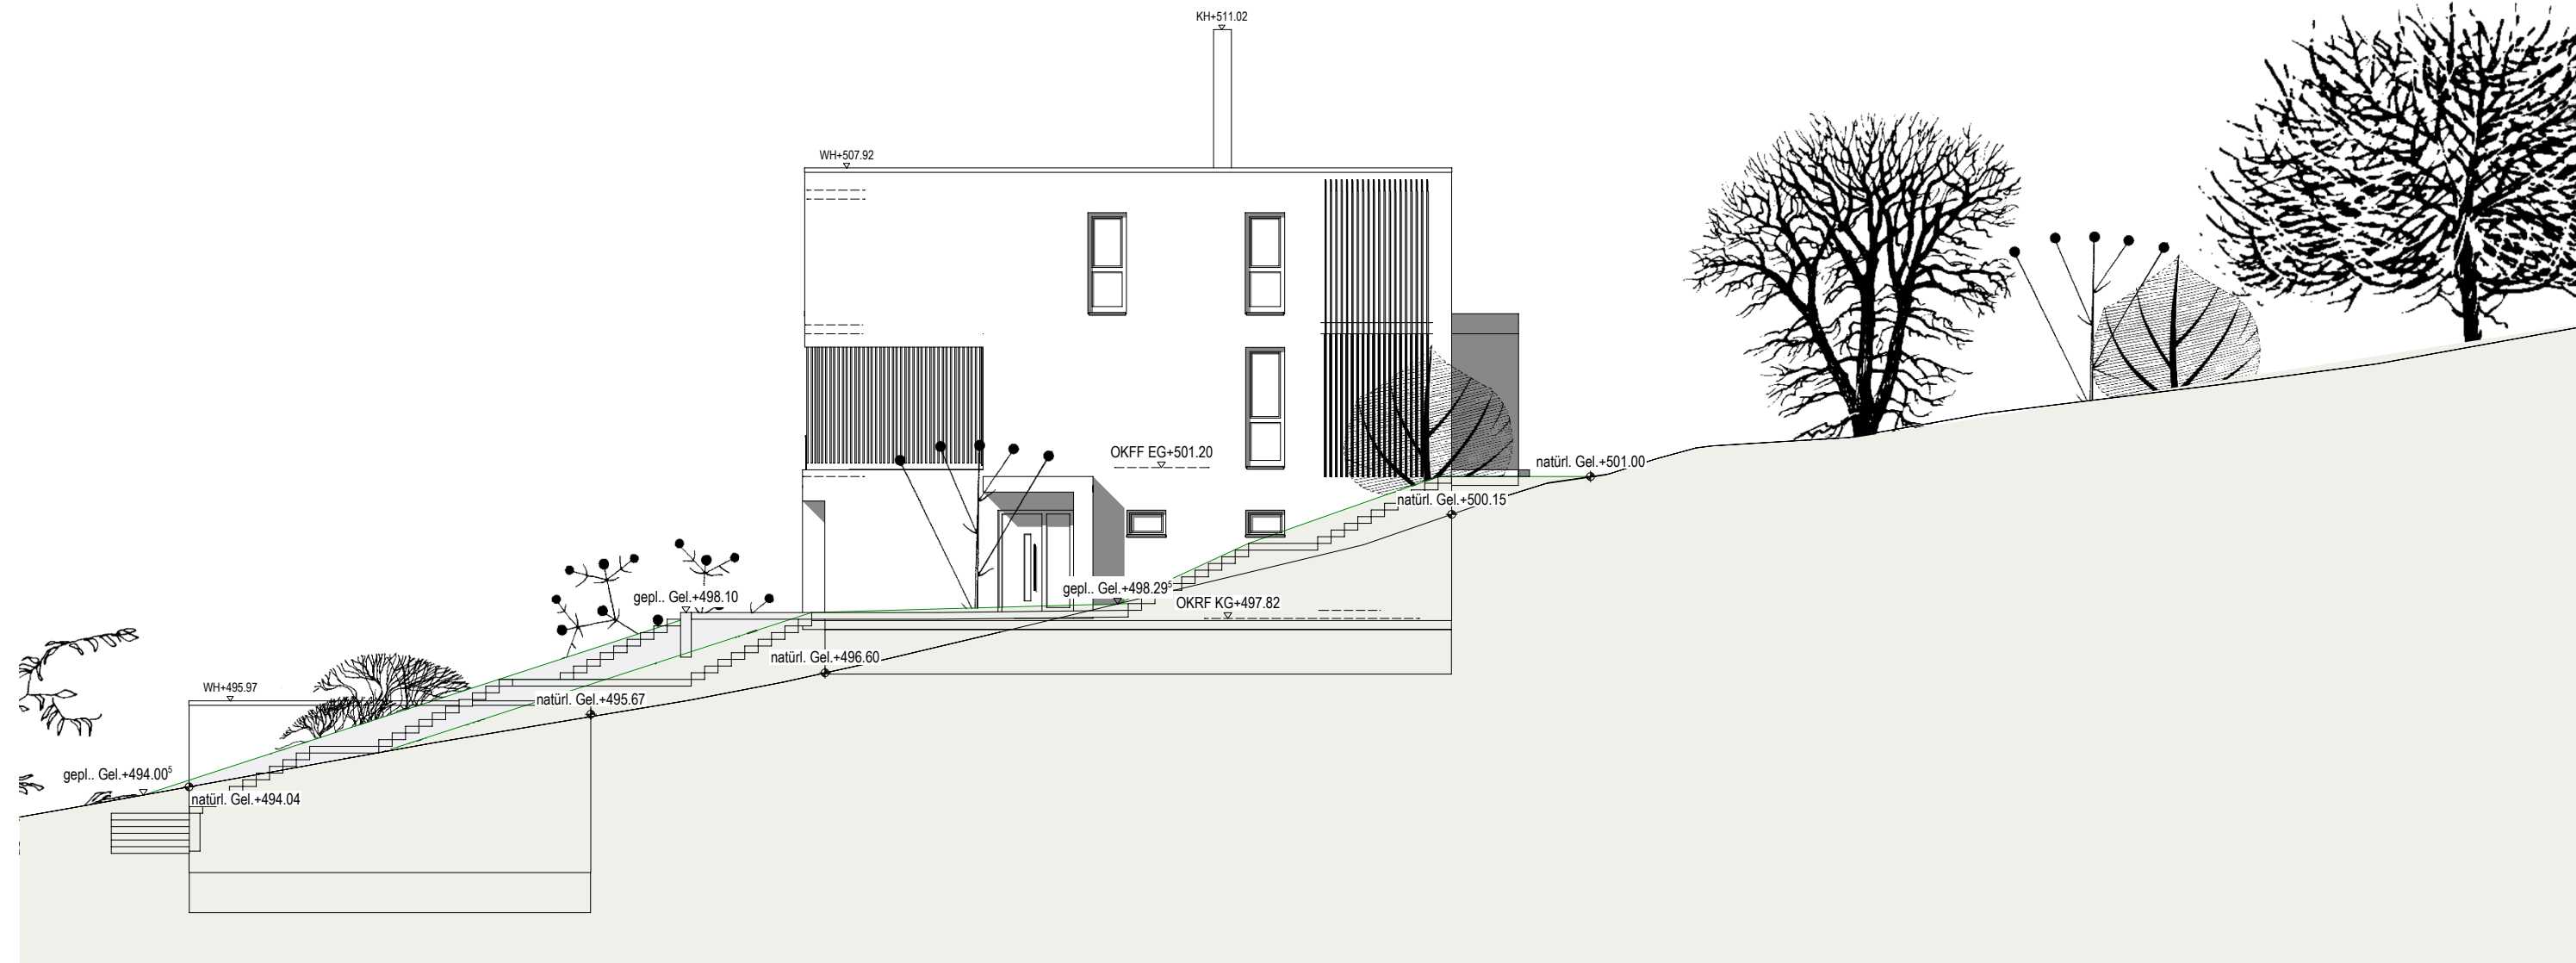 KH+511.02
WH+507.92
OKFF EG+501.20
natürl. Gel.+501.00
natürl. Gel.+500.15
gepl.. Gel.+498.29⁵
gepl.. Gel.+498.10
OKRF KG+497.82
natürl. Gel.+496.60
WH+495.97
natürl. Gel.+495.67
gepl.. Gel.+494.00⁵
natürl. Gel.+494.04